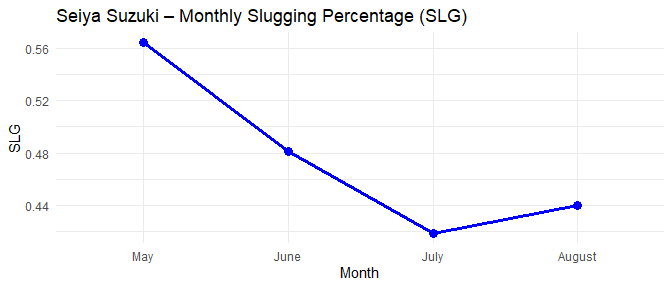 Seiya Suzuki – Monthly Slugging Percentage (SLG)
0.56
0.52
0.48
0.44
SLG
May June July August
Month